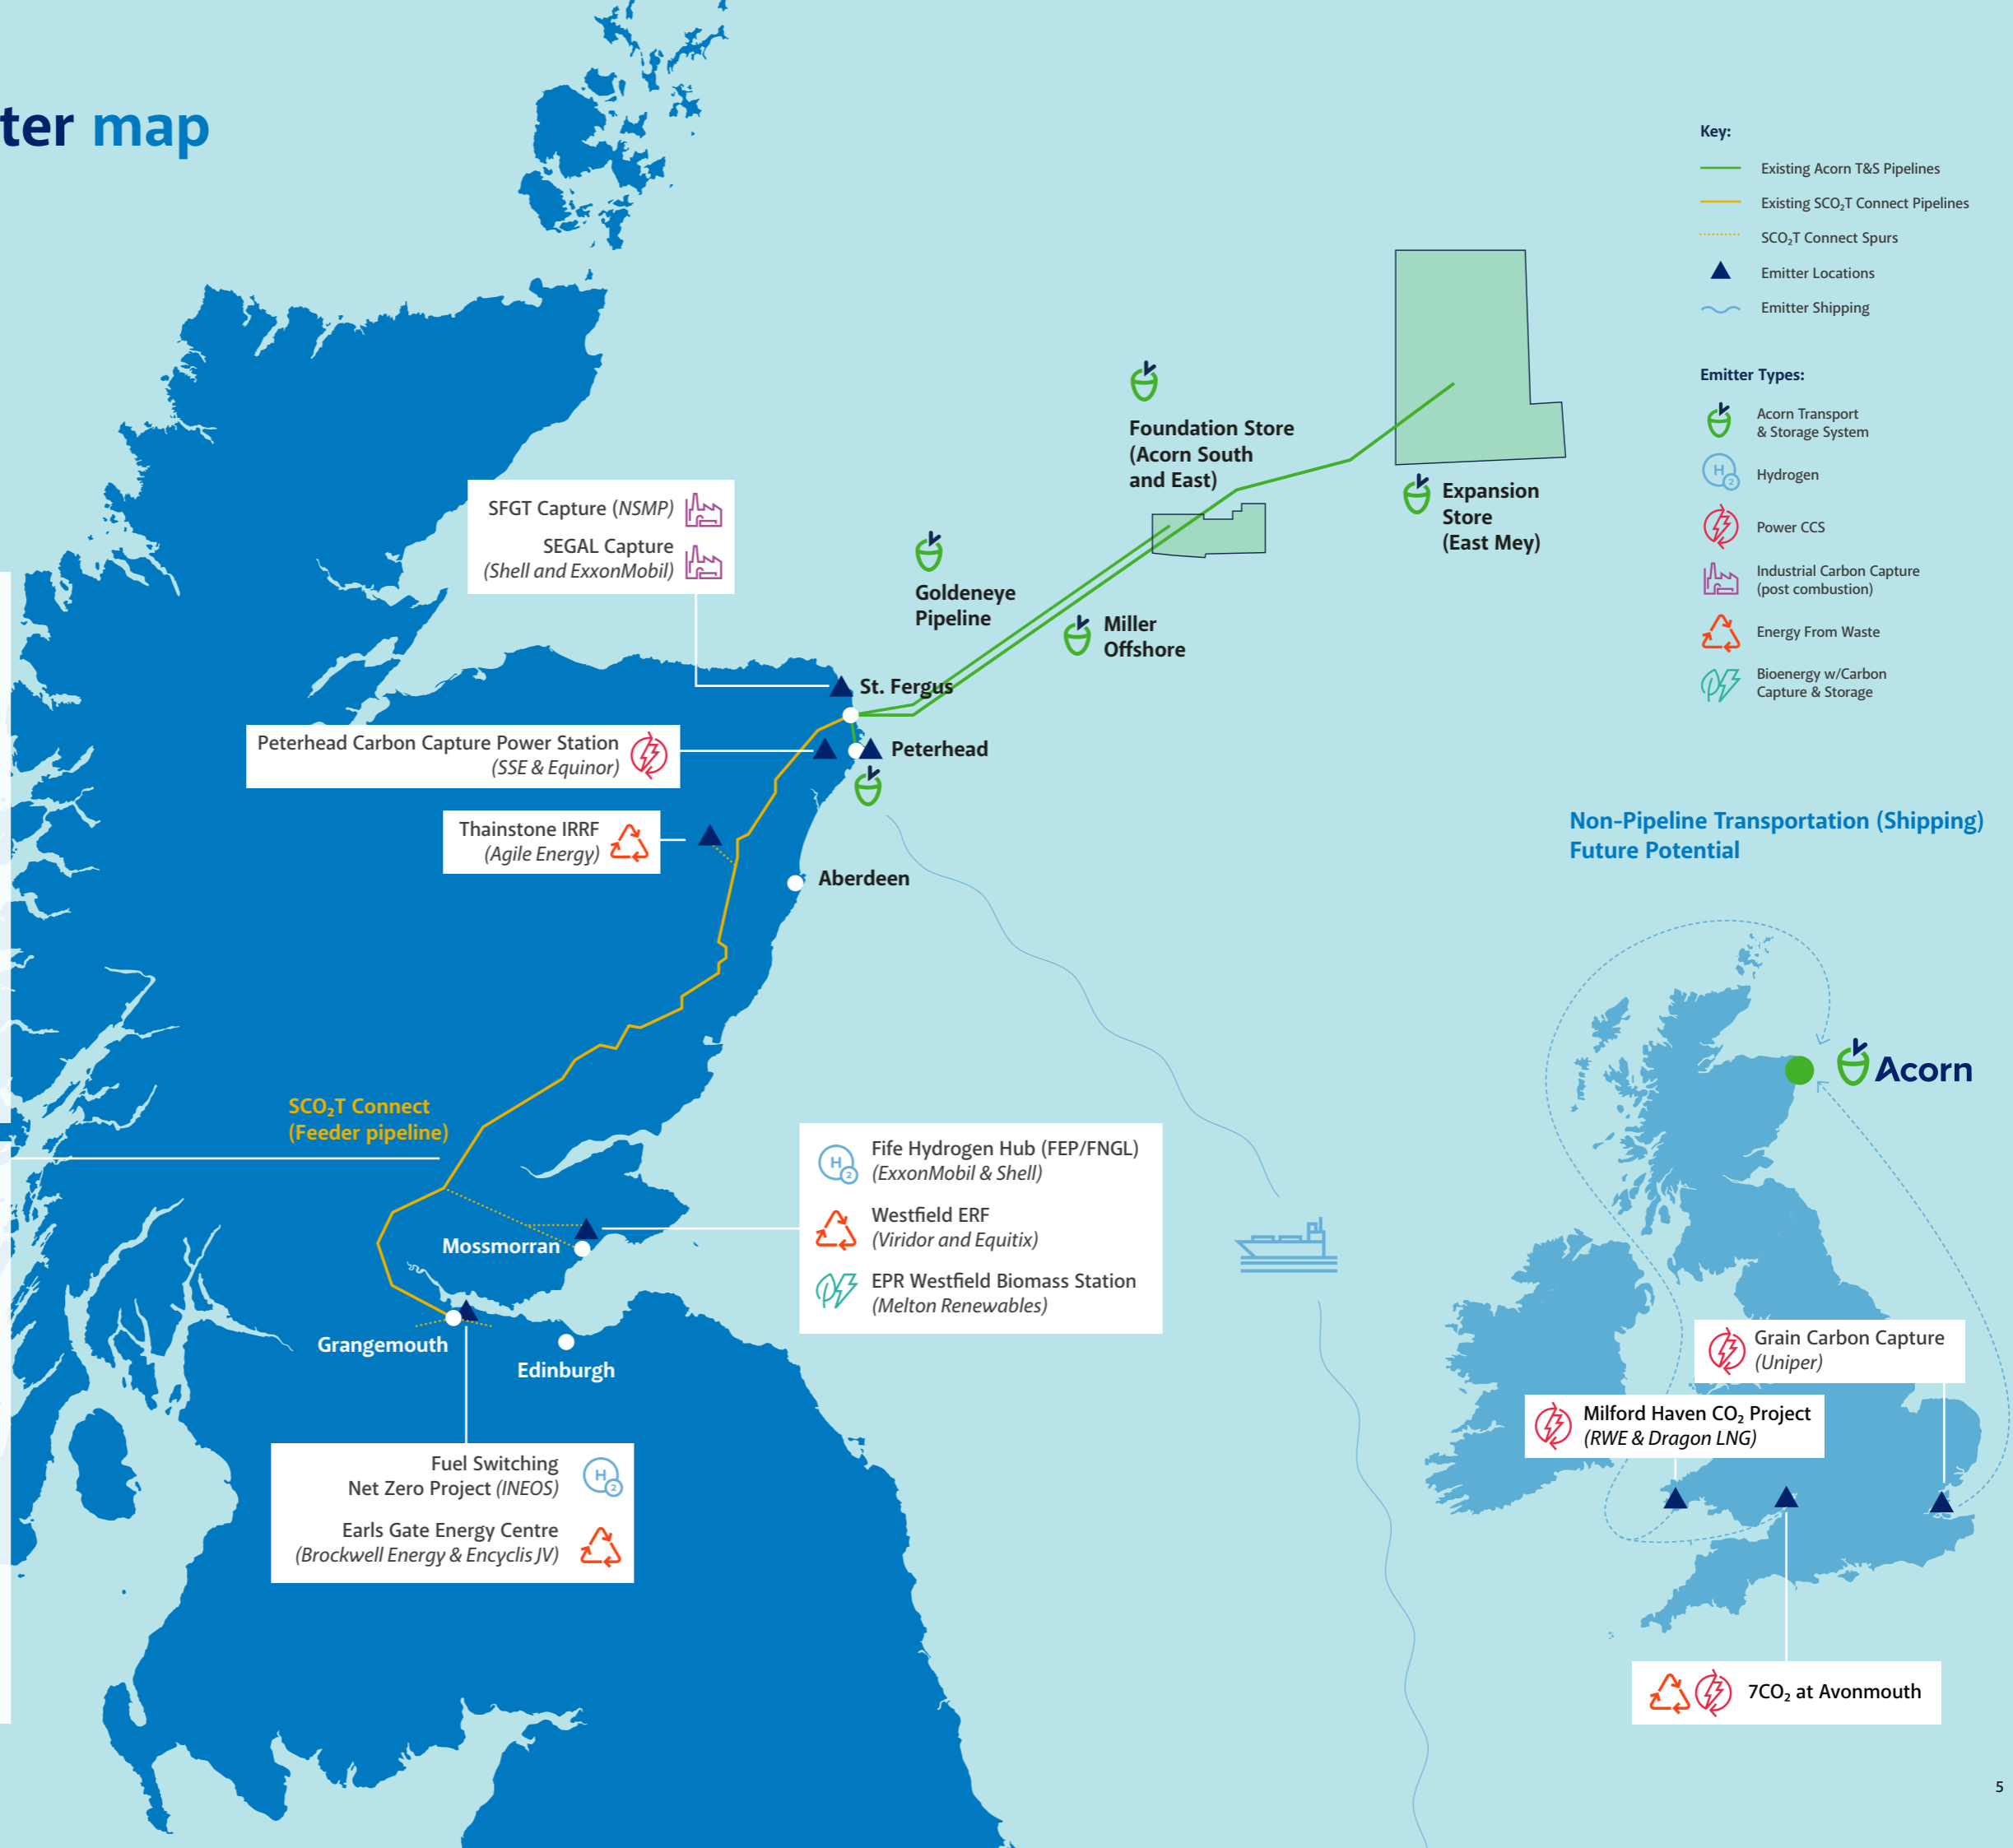 ter map
Key:
Existing Acorn T&S Pipelines
Existing SCO₂T Connect Pipelines
SCO₂T Connect Spurs
Emitter Locations
Emitter Shipping
Emitter Types:
Acorn Transport
& Storage System
H2
Hydrogen
Power CCS
Industrial Carbon Capture
(post combustion)
Energy From Waste
Bioenergy w/Carbon
Capture & Storage
Foundation Store
(Acorn South
and East)
Expansion
Store
(East Mey)
Goldeneye
Pipeline
Miller
Offshore
SFGT Capture (NSMP)
SEGAL Capture
(Shell and ExxonMobil)
St. Fergus
Peterhead Carbon Capture Power Station
(SSE & Equinor)
Peterhead
Thainstone IRRF
(Agile Energy)
Aberdeen
SCO₂T Connect
(Feeder pipeline)
Mossmorran
H2
Fife Hydrogen Hub (FEP/FNGL)
(ExxonMobil & Shell)
Westfield ERF
(Viridor and Equitix)
EPR Westfield Biomass Station
(Melton Renewables)
Grangemouth
Edinburgh
Fuel Switching
Net Zero Project (INEOS)
H2
Earls Gate Energy Centre
(Brockwell Energy & Encyclis JV)
Non-Pipeline Transportation (Shipping)
Future Potential
Acorn
Grain Carbon Capture
(Uniper)
Milford Haven CO₂ Project
(RWE & Dragon LNG)
7CO₂ at Avonmouth
5